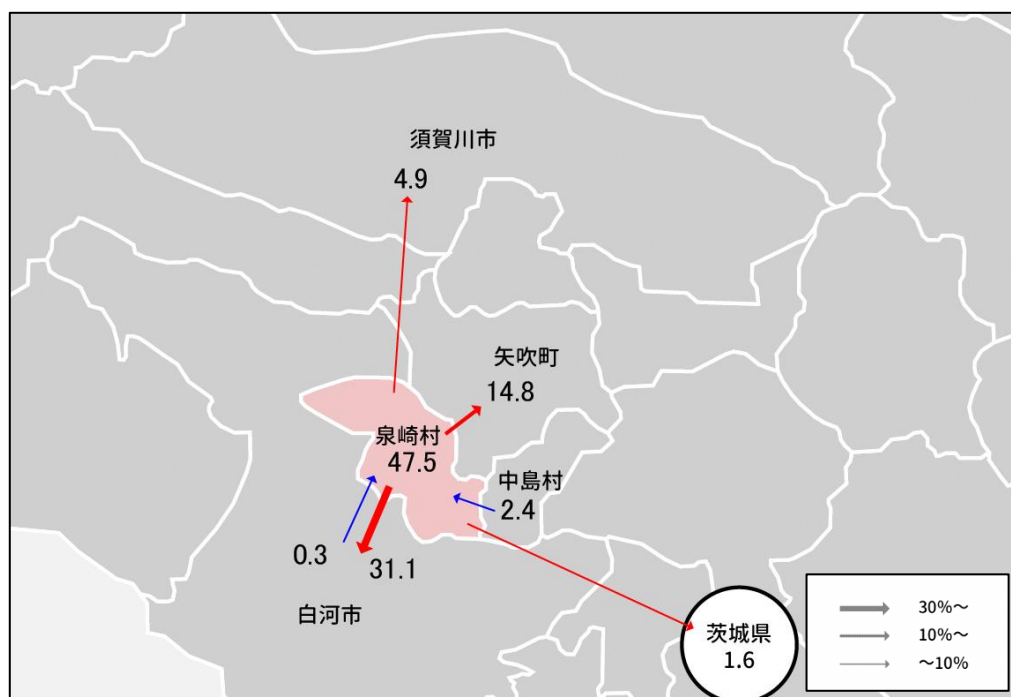 須賀川市
4.9
矢吹町
14.8
泉崎村
47.5
中島村
2.4
0.3
31.1
白河市
茨城県
1.6
30%～
10%～
～10%